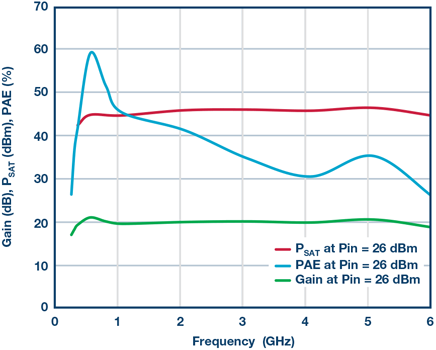 70
60
50
40
30
20
10
0
Gain (dB), PSAT (dBm), PAE (%)
PSAT at Pin = 26 dBm
PAE at Pin = 26 dBm
Gain at Pin = 26 dBm
0 1 2 3 4 5 6
Frequency (GHz)